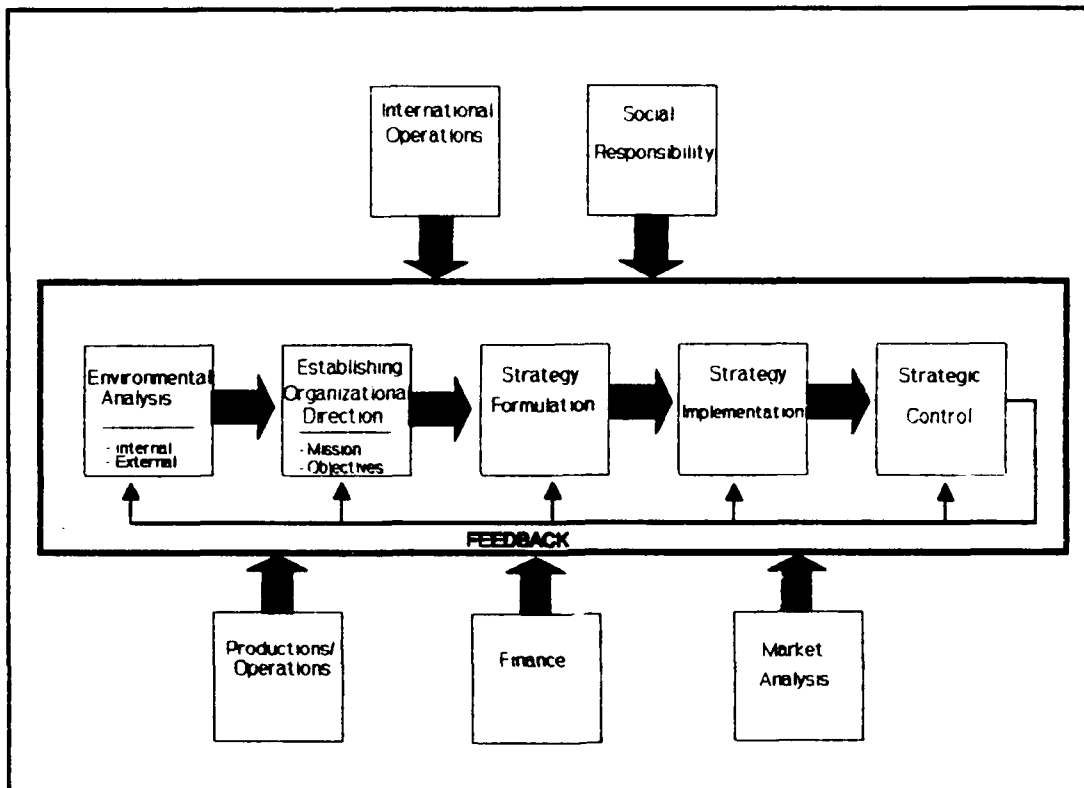 International
Operations
Social
Responsibility
Environmental
Analysis
- Internal
- External
Establishing
Organizational
Direction
- Mission
- Objectives
Strategy
Formulation
Strategy
Implementation
Strategic
Control
FEEDBACK
Productions/
Operations
Finance
Market
Analysis